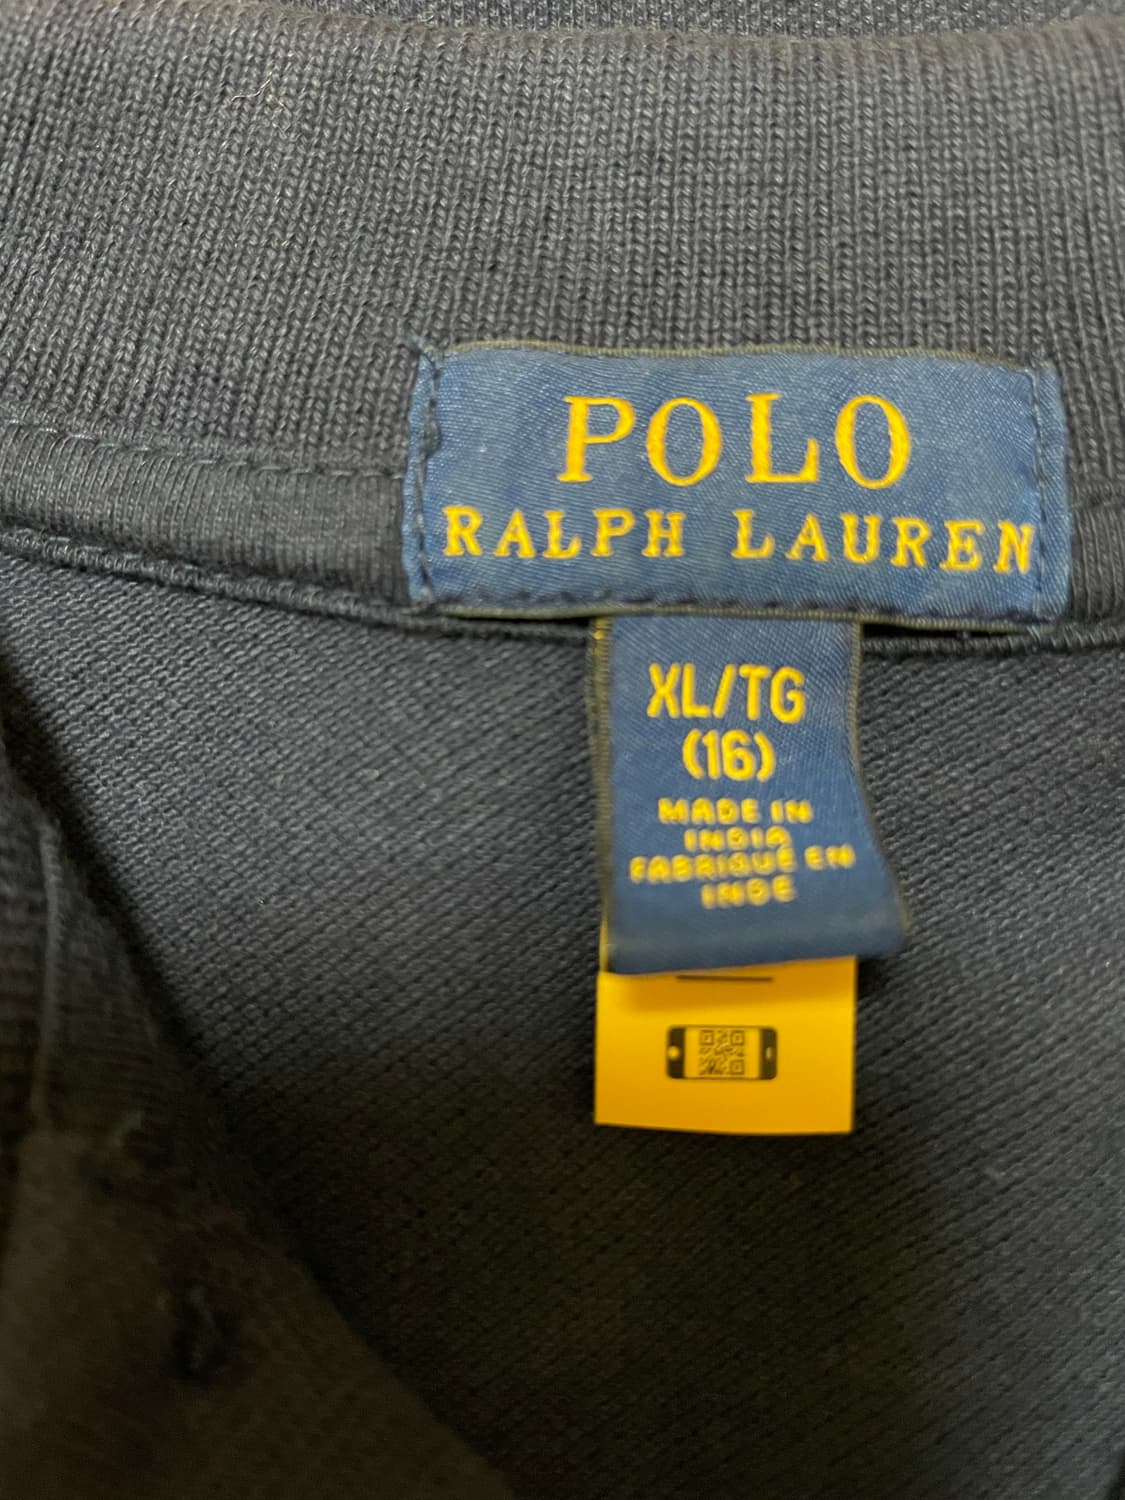 POLO
RALPH LAUREN
XL/TG
(16)
MADE IN
INDIA
FABRIQUÉ EN
INDE